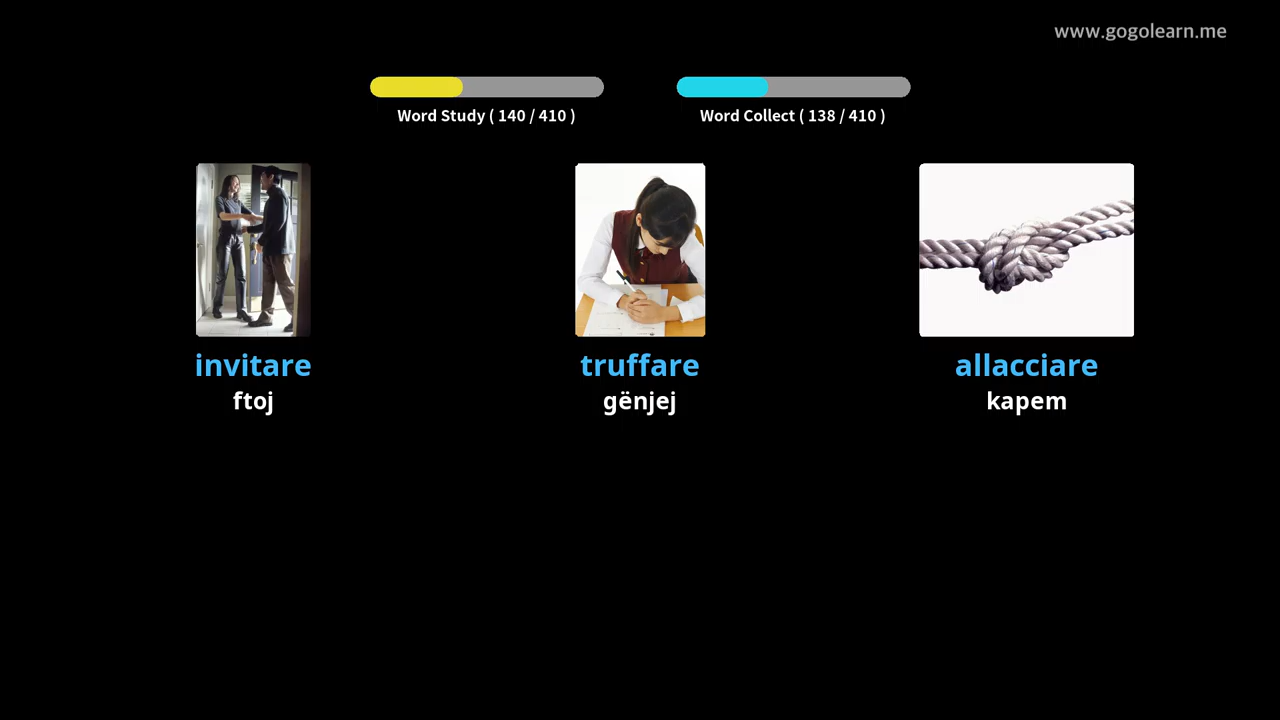 www.gogolearn.me
Word Study ( 140 / 410 )
Word Collect ( 138 / 410 )
invitare
ftoj
truffare
gënjej
allacciare
kapem